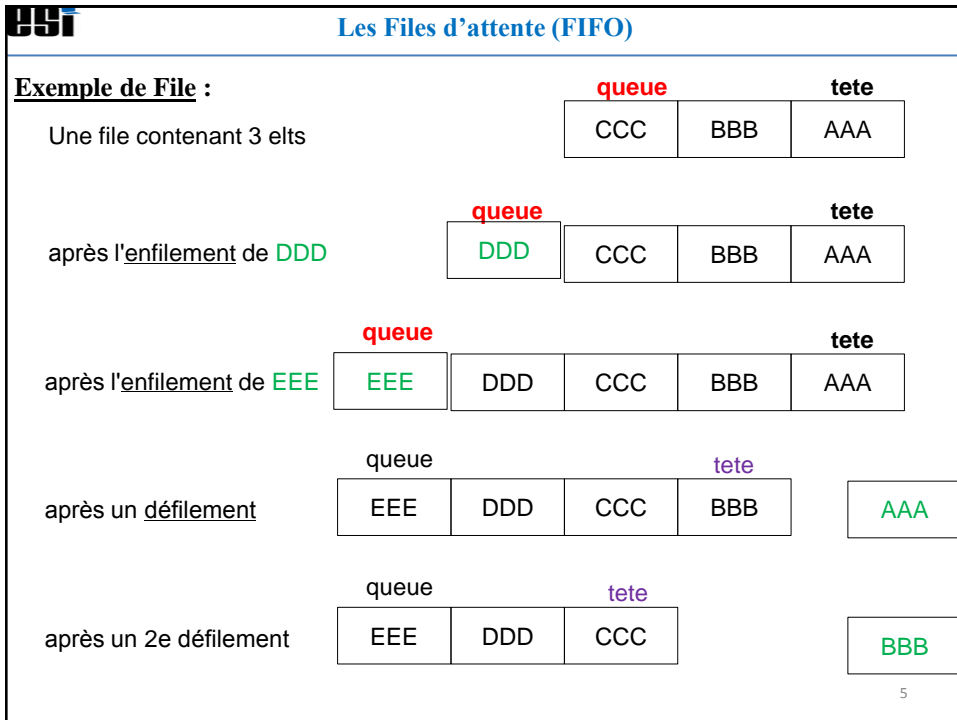 esi
Les Files d'attente (FIFO)
Exemple de File :
queue tete
Une file contenant 3 elts CCC BBB AAA
queue tete
après l'enfilement de DDD DDD CCC BBB AAA
queue tete
après l'enfilement de EEE EEE DDD CCC BBB AAA
queue tete
après un défilement EEE DDD CCC BBB AAA
queue tete
après un 2e défilement EEE DDD CCC BBB
5